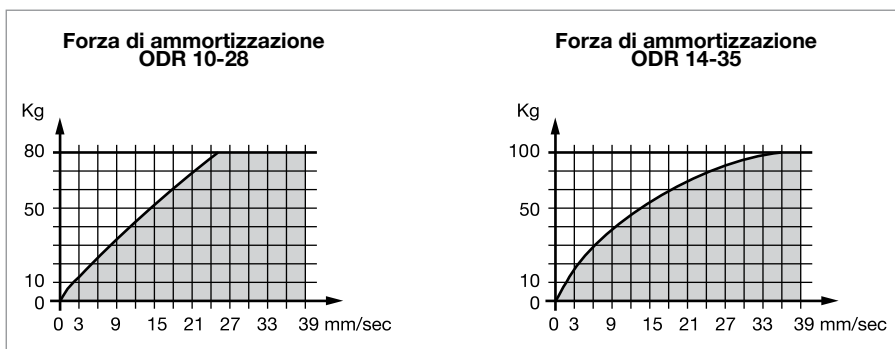 Forza di ammortizzazione
ODR 10-28
Kg
80
50
10
0
0 3 9 15 21 27 33 39 mm/sec
Forza di ammortizzazione
ODR 14-35
Kg
100
50
10
0
0 3 9 15 21 27 33 39 mm/sec